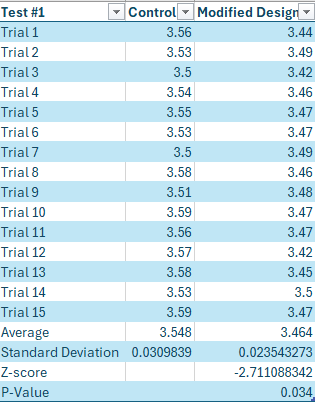 Test #1 Control Modified Design
Trial 1 3.56 3.44
Trial 2 3.53 3.49
Trial 3 3.5 3.42
Trial 4 3.54 3.46
Trial 5 3.55 3.47
Trial 6 3.53 3.47
Trial 7 3.5 3.49
Trial 8 3.58 3.46
Trial 9 3.51 3.48
Trial 10 3.59 3.47
Trial 11 3.56 3.47
Trial 12 3.57 3.42
Trial 13 3.58 3.45
Trial 14 3.53 3.5
Trial 15 3.59 3.47
Average 3.548 3.464
Standard Deviation 0.0309839 0.023543273
Z-score -2.711088342
P-Value 0.034